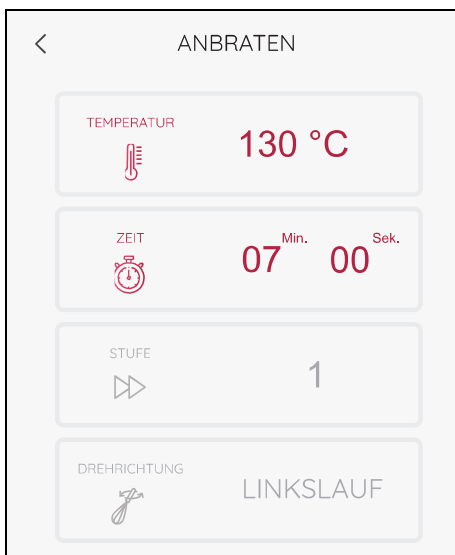 ANBRATEN
TEMPERATUR
130 °C
ZEIT
07 Min. 00 Sek.
STUFE
1
DREHRICHTUNG
LINKSLAUF